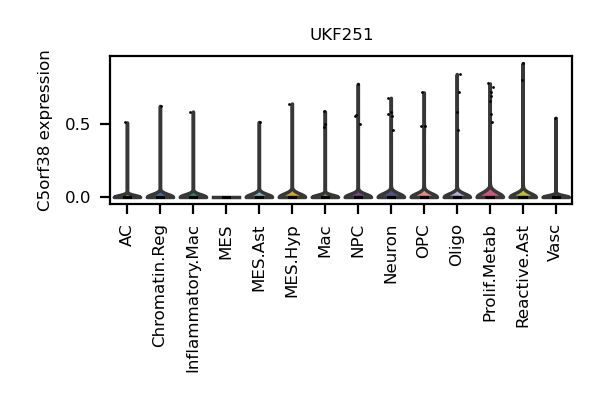 UKF251
C5orf38 expression
0.5
0.0
AC
Chromatin.Reg
Inflammatory.Mac
MES
MES.Ast
MES.Hyp
Mac
NPC
Neuron
OPC
Oligo
Prolif.Metab
Reactive.Ast
Vasc